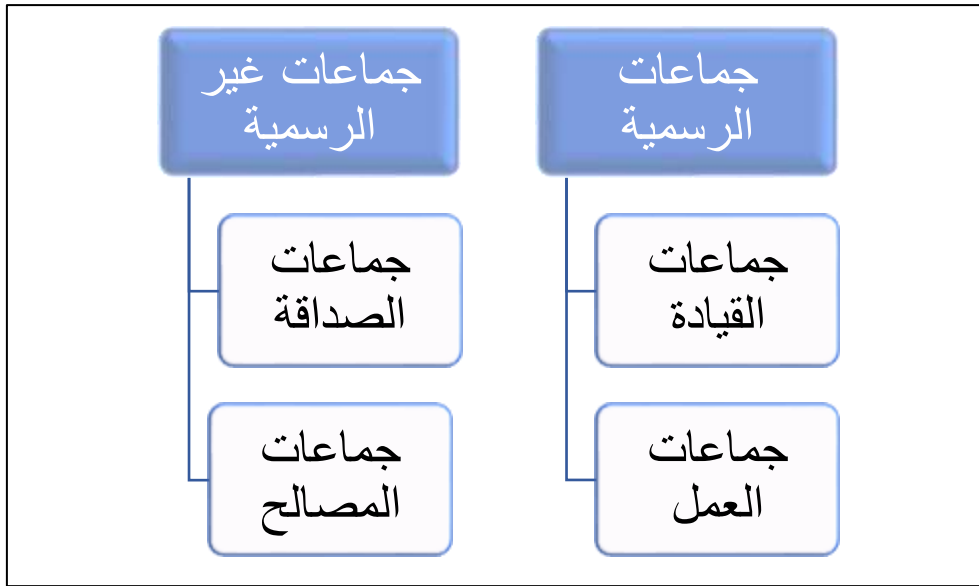 جماعات
الرسمية
جماعات
القيادة
جماعات
العمل
جماعات غير
الرسمية
جماعات
الصداقة
جماعات
المصالح